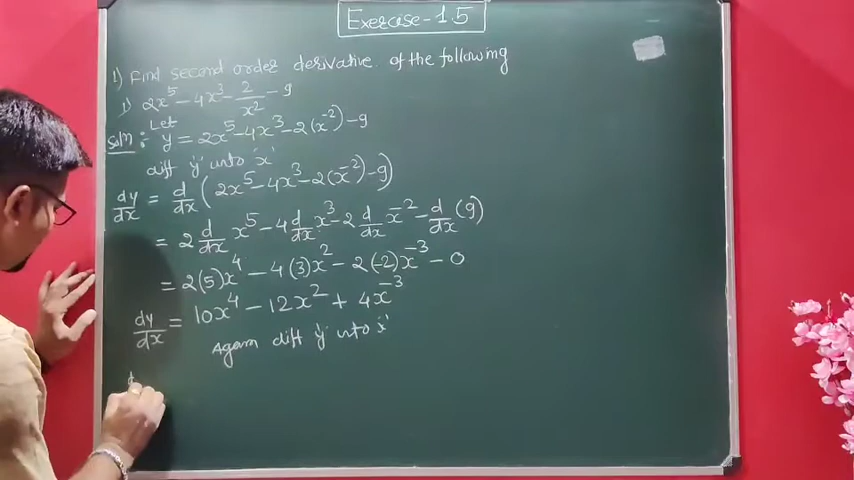 Exercise-1.5
1) Find second order derivative. of the following
1) 2x⁵ - 4x³ - 2/x² - 9
Soln:- Let y = 2x⁵ - 4x³ - 2(x⁻²) - 9
diff 'y' w.r.to 'x'
dy/dx = d/dx (2x⁵ - 4x³ - 2(x⁻²) - 9)
= 2 d/dx x⁵ - 4 d/dx x³ - 2 d/dx x⁻² - d/dx (9)
= 2(5)x⁴ - 4(3)x² - 2(-2)x⁻³ - 0
dy/dx = 10x⁴ - 12x² + 4x⁻³
Again diff 'y' w.r.to 'x'